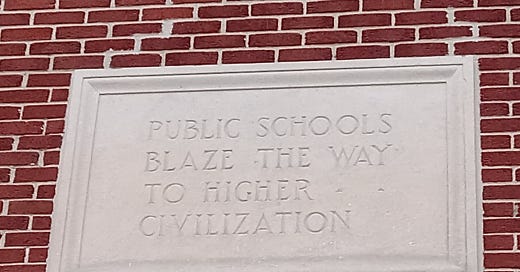 PUBLIC SCHOOLS
BLAZE THE WAY
TO HIGHER
CIVILIZATION